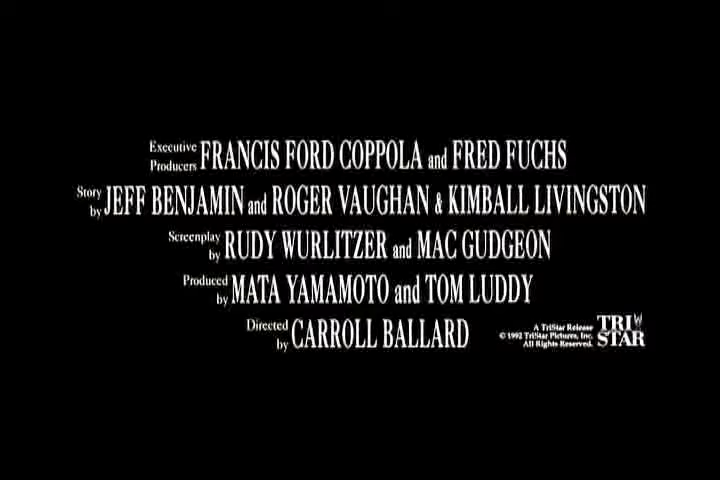 Executive Producers FRANCIS FORD COPPOLA and FRED FUCHS
Story by JEFF BENJAMIN and ROGER VAUGHAN & KIMBALL LIVINGSTON
Screenplay by RUDY WURLITZER and MAC GUDGEON
Produced by MATA YAMAMOTO and TOM LUDDY
Directed by CARROLL BALLARD
A TriStar Release
© 1992 TriStar Pictures, Inc.
All Rights Reserved.
TRI
STAR